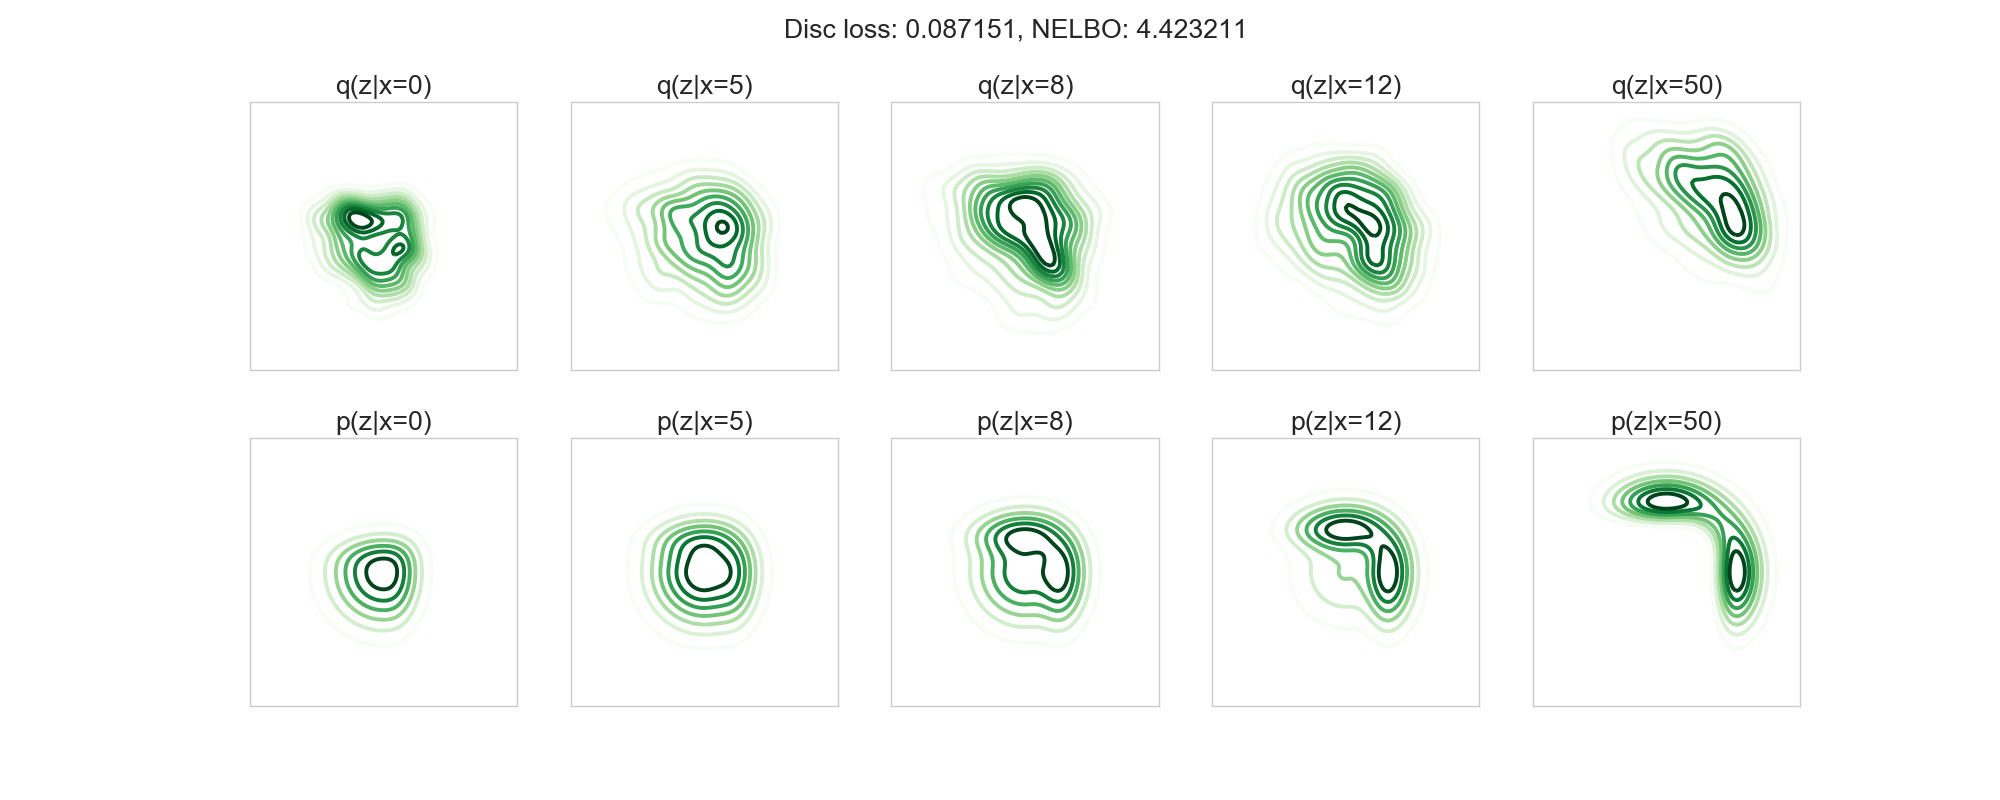 Disc loss: 0.087151, NELBO: 4.423211
q(z|x=0) q(z|x=5) q(z|x=8) q(z|x=12) q(z|x=50)
p(z|x=0) p(z|x=5) p(z|x=8) p(z|x=12) p(z|x=50)